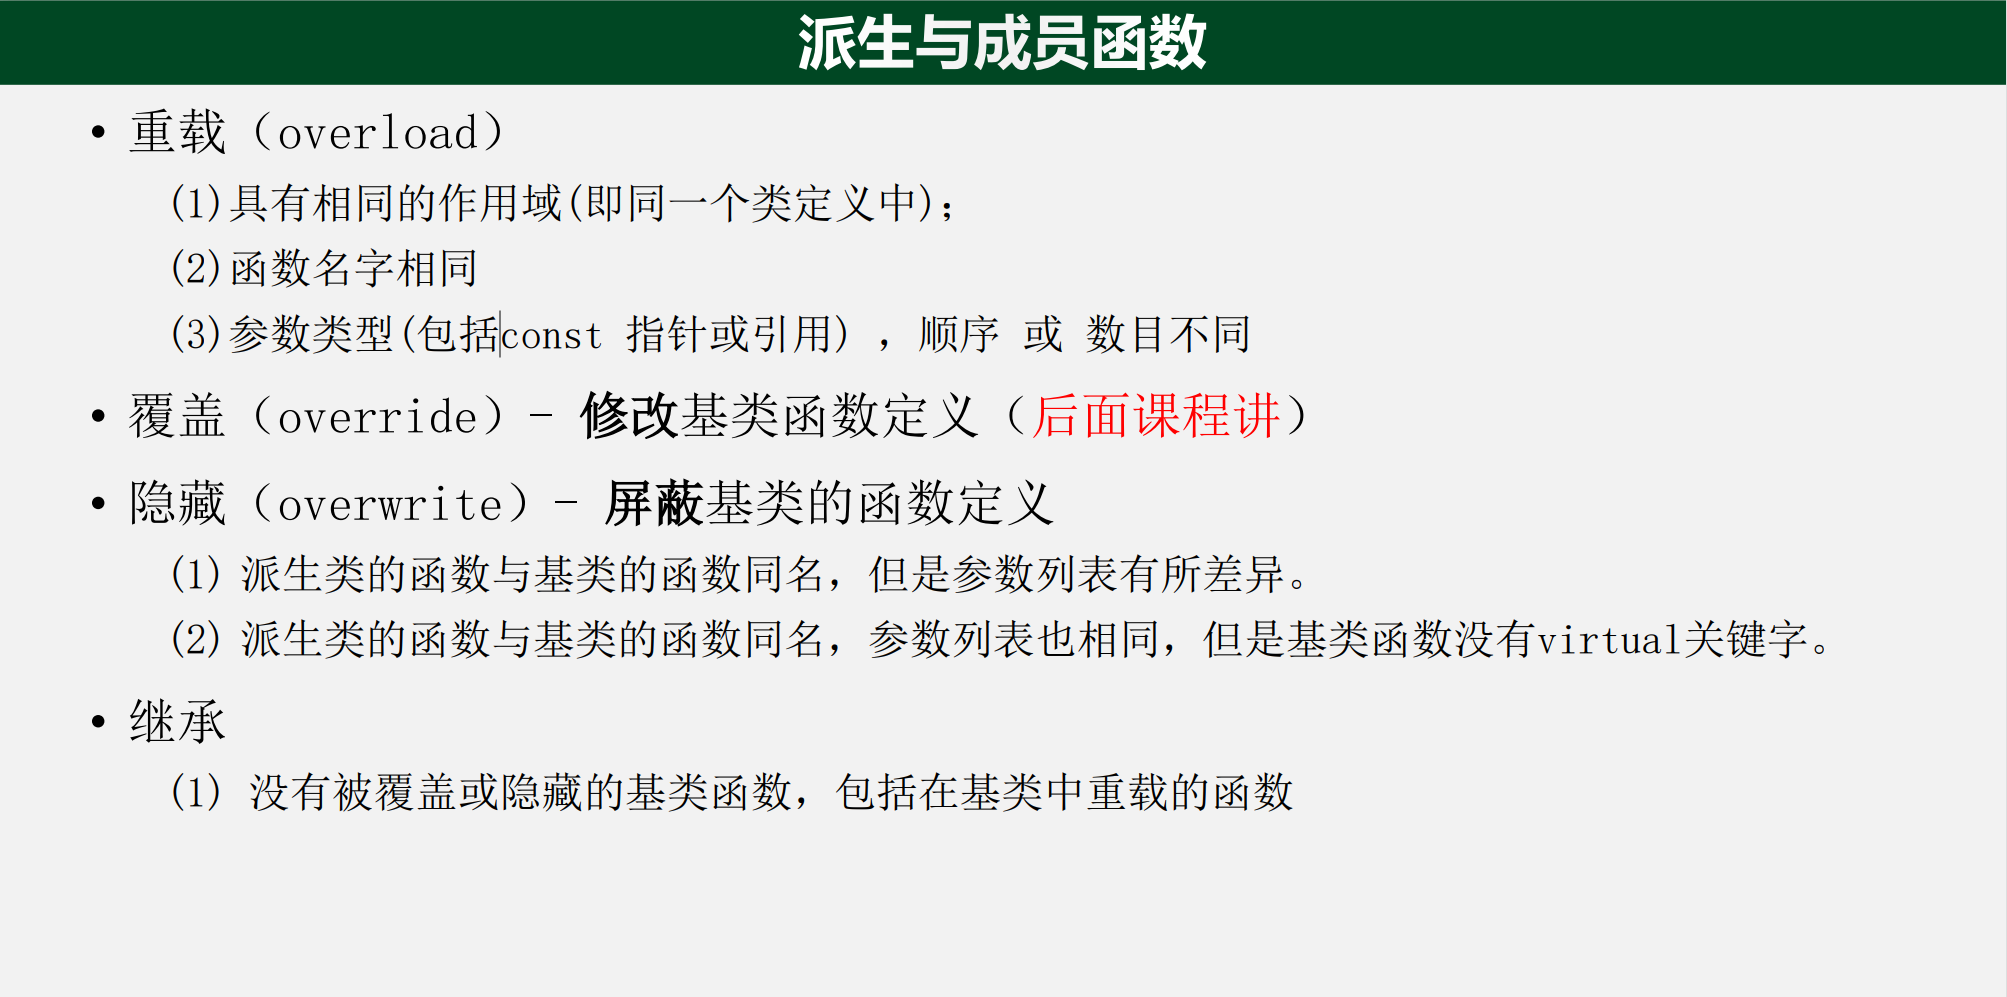 派生与成员函数
• 重载（overload）
(1)具有相同的作用域(即同一个类定义中)；
(2)函数名字相同
(3)参数类型(包括const 指针或引用) ，顺序 或 数目不同
• 覆盖（override）- 修改基类函数定义（后面课程讲）
• 隐藏（overwrite）- 屏蔽基类的函数定义
(1) 派生类的函数与基类的函数同名，但是参数列表有所差异。
(2) 派生类的函数与基类的函数同名，参数列表也相同，但是基类函数没有virtual关键字。
• 继承
(1) 没有被覆盖或隐藏的基类函数，包括在基类中重载的函数